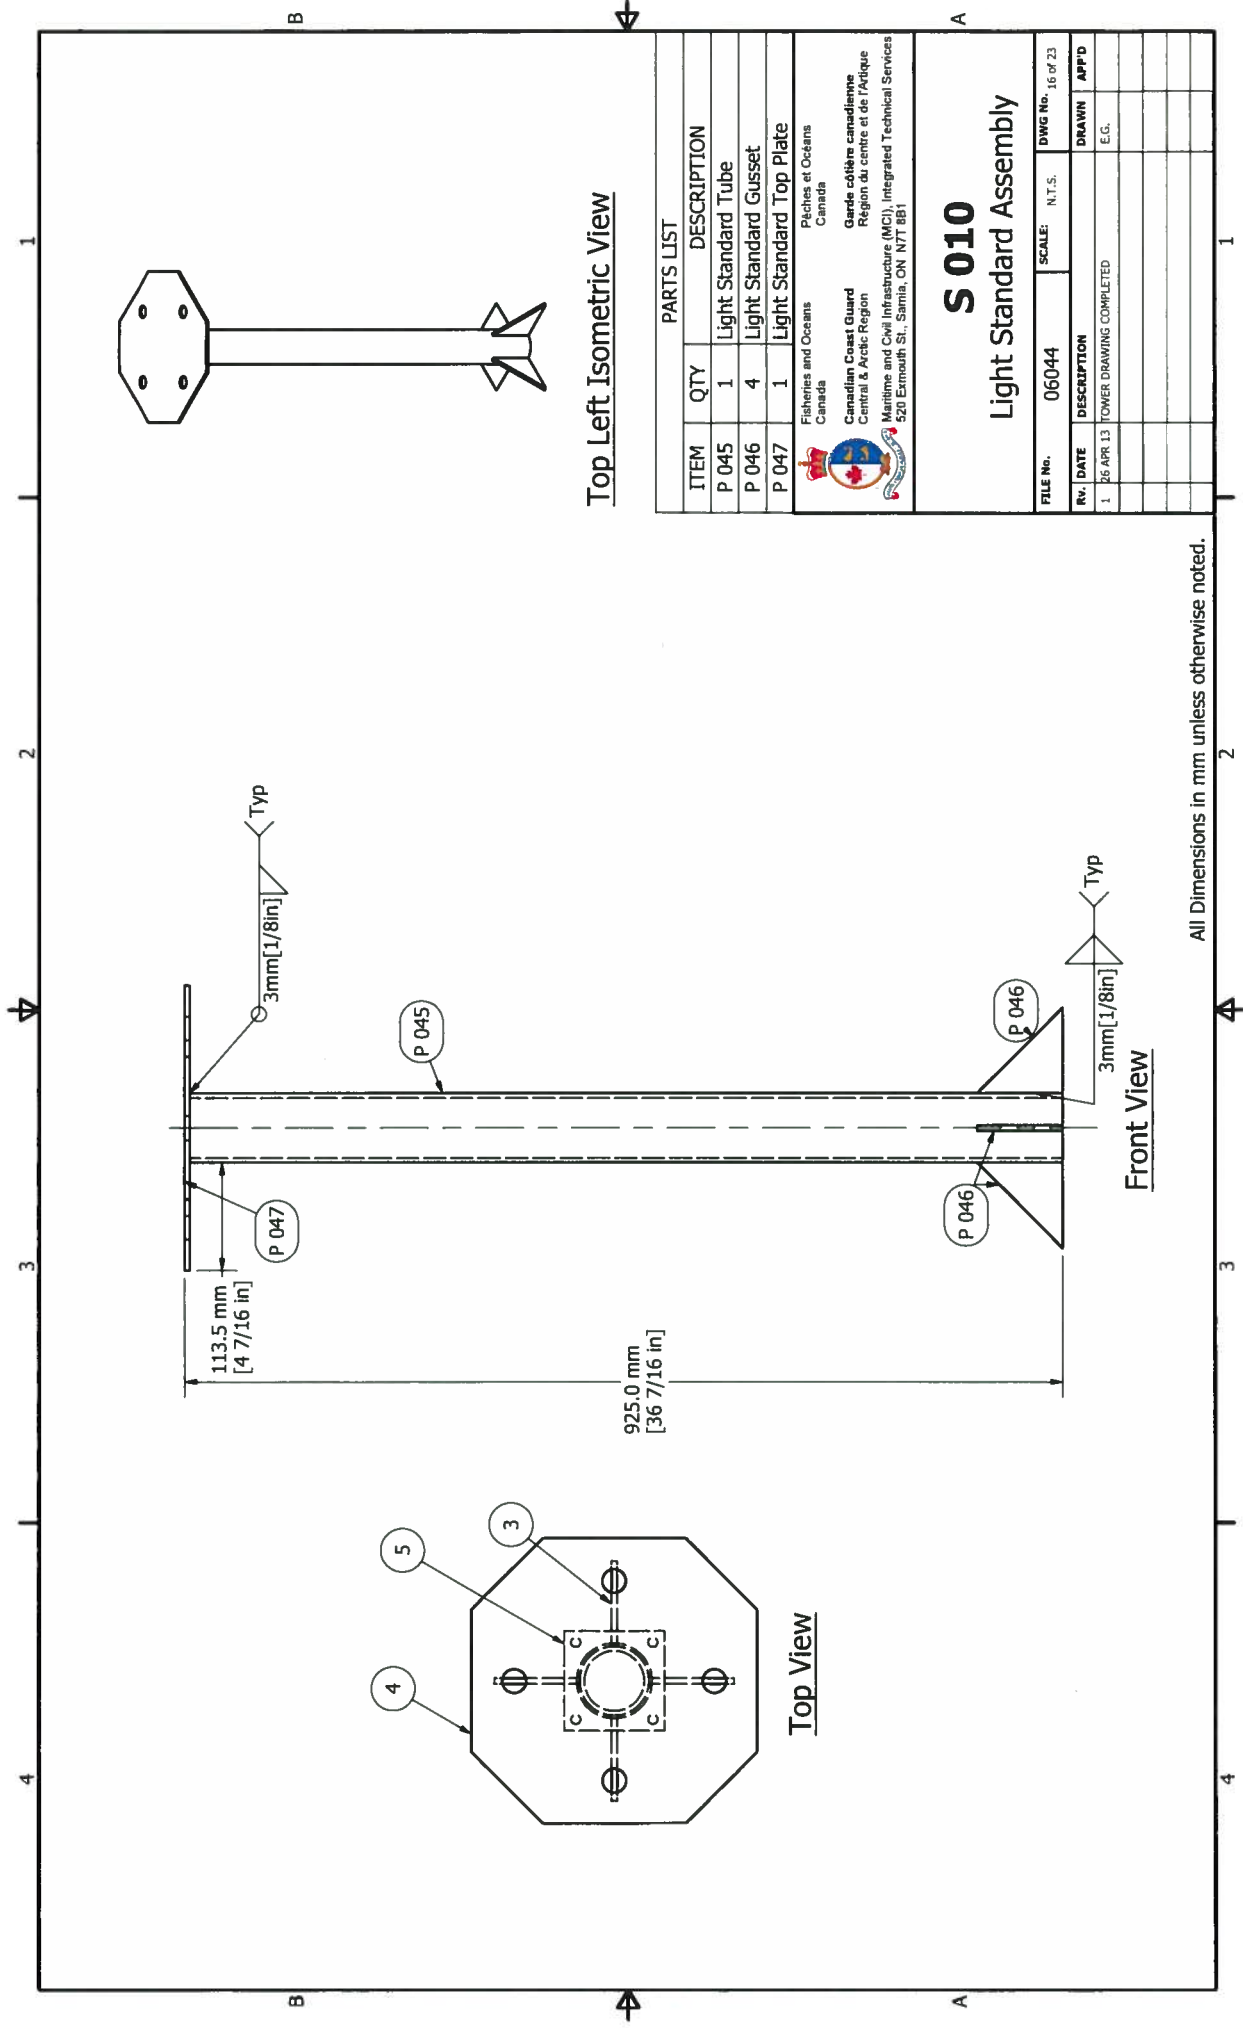 4
3
2
1
B
B
A
A
4
3
2
1
4
5
3
Top View
113.5 mm
[4 7/16 in]
925.0 mm
[36 7/16 in]
P 047
P 045
3mm[1/8in]
Typ
P 046
P 046
3mm[1/8in]
Typ
Front View
Top Left Isometric View
PARTS LIST
ITEM QTY DESCRIPTION
P 045 1 Light Standard Tube
P 046 4 Light Standard Gusset
P 047 1 Light Standard Top Plate
Fisheries and Oceans
Canada
Pêches et Océans
Canada
Canadian Coast Guard
Central & Arctic Region
Garde côtière canadienne
Région du centre et de l'Artique
Maritime and Civil Infrastructure (MCI), Integrated Technical Services
520 Exmouth St., Sarnia, ON N7T 8B1
S 010
Light Standard Assembly
FILE No. 06044 SCALE: N.T.S. DWG No. 16 of 23
Rv. DATE DESCRIPTION DRAWN APP'D
1 26 APR 13 TOWER DRAWING COMPLETED E.G.
All Dimensions in mm unless otherwise noted.
C
C
C
C